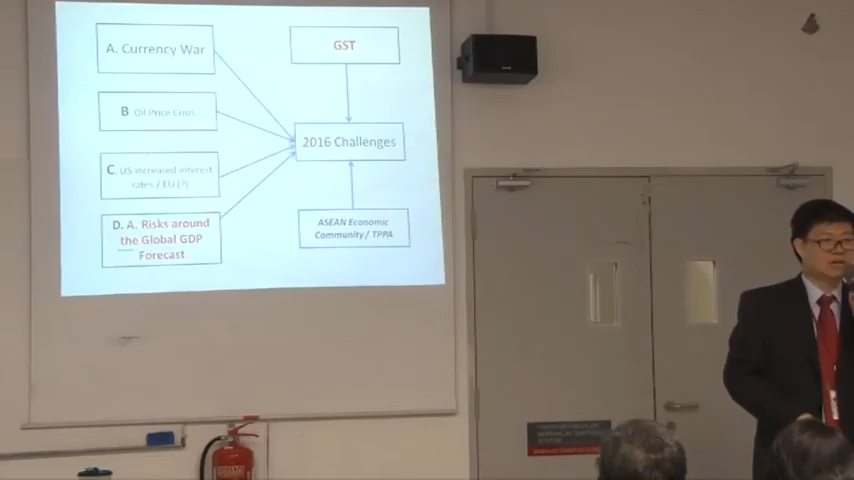 A. Currency War
GST
B Oil Price Crisis
2016 Challenges
C. US increased interest
rates / EU (?)
D. A. Risks around
the Global GDP
Forecast
ASEAN Economic
Community / TPPA